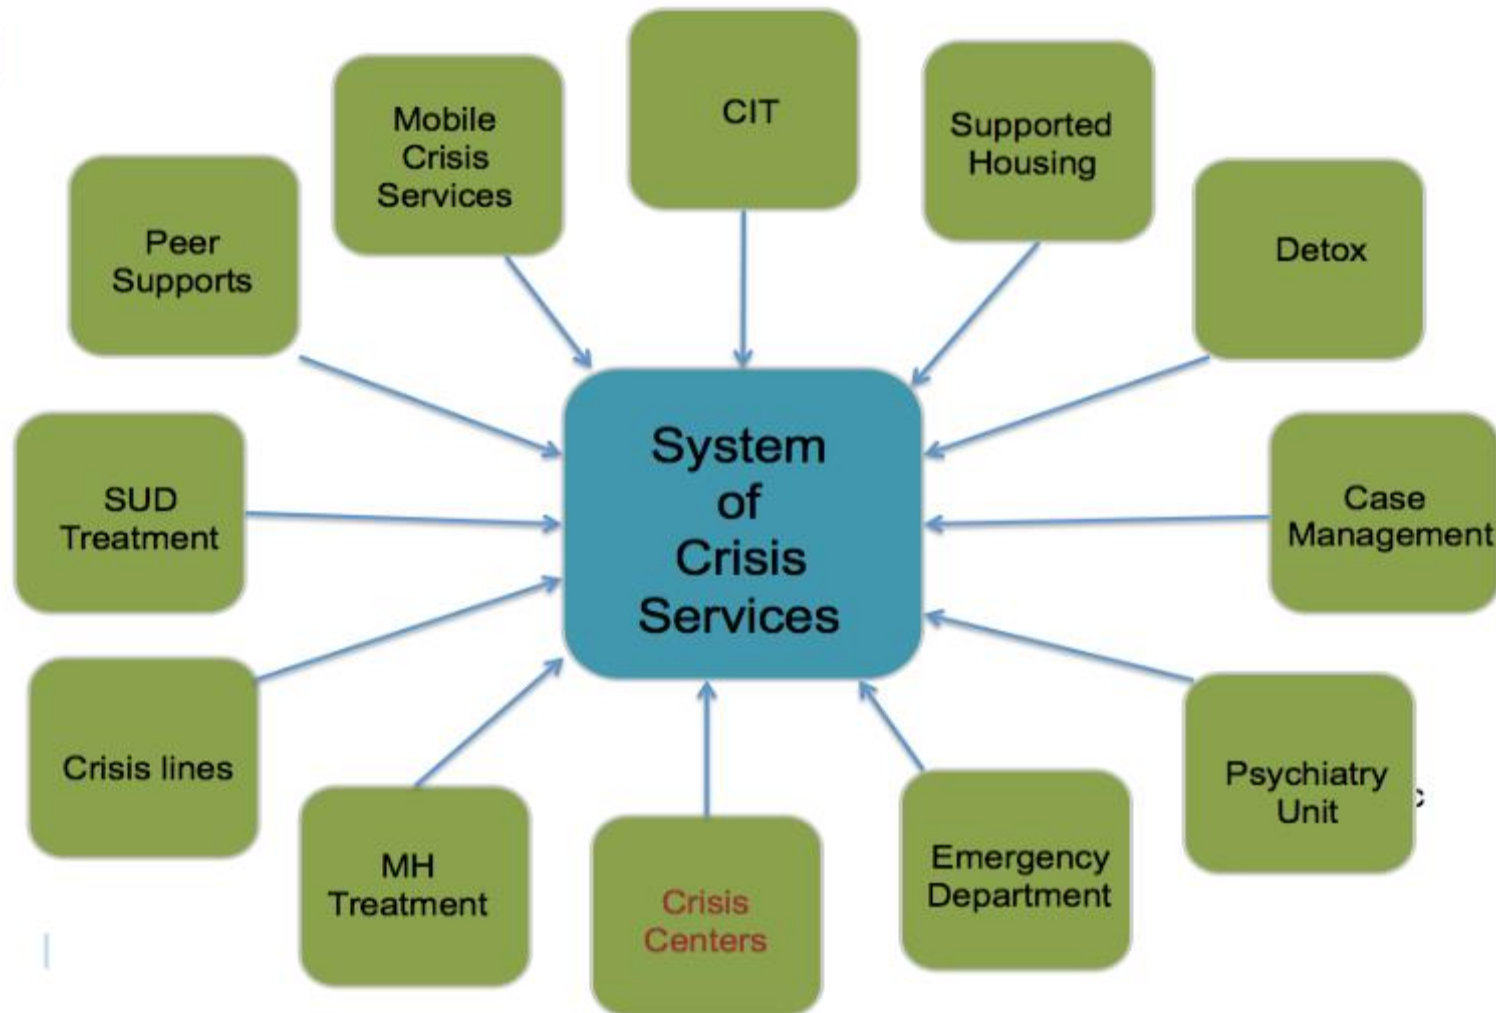 CIT
Mobile
Crisis
Services
Supported
Housing
Peer
Supports
Detox
System
of
Crisis
Services
SUD
Treatment
Case
Management
Crisis lines
Psychiatry
Unit
c
MH
Treatment
Crisis
Centers
Emergency
Department